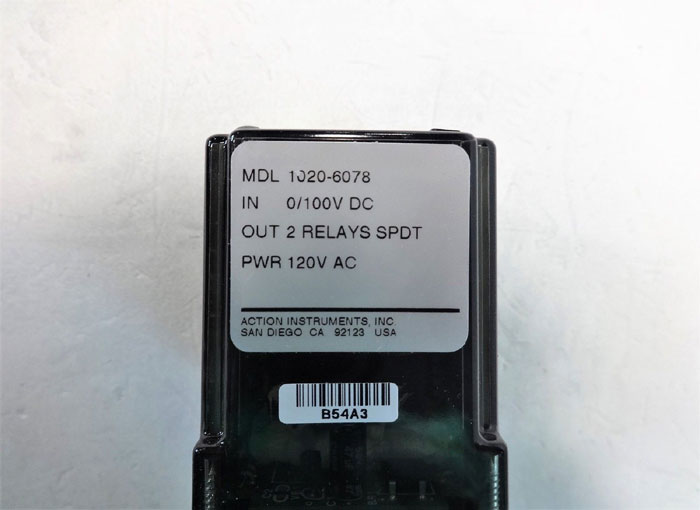 MDL 1020-6078
IN 0/100V DC
OUT 2 RELAYS SPDT
PWR 120V AC
ACTION INSTRUMENTS, INC.
SAN DIEGO CA 92123 USA
B54A3